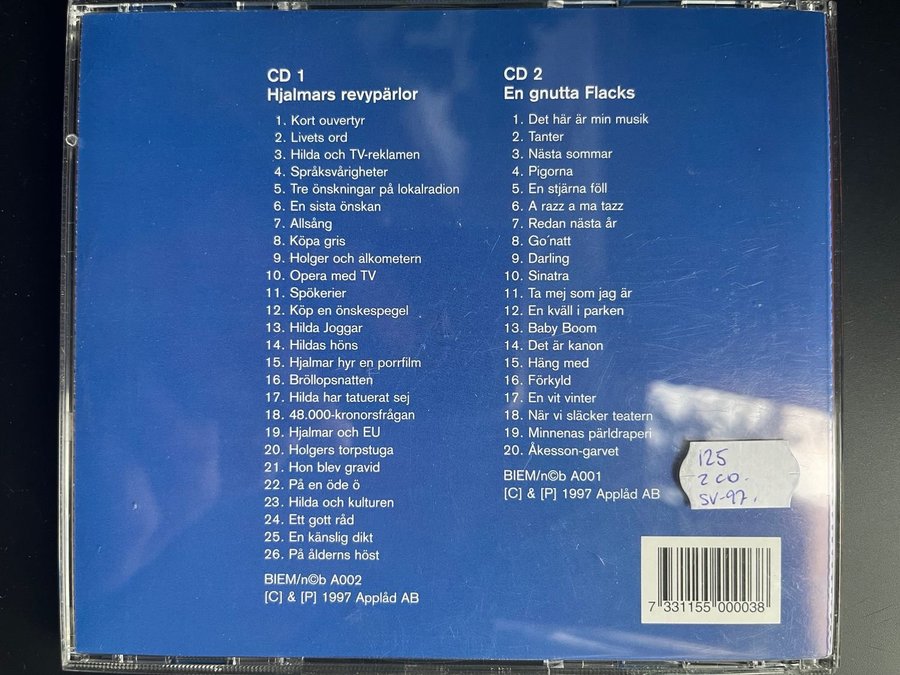 CD 1
Hjalmars revypärlor
1. Kort ouvertyr
2. Livets ord
3. Hilda och TV-reklamen
4. Språksvårigheter
5. Tre önskningar på lokalradion
6. En sista önskan
7. Allsång
8. Köpa gris
9. Holger och alkometern
10. Opera med TV
11. Spökerier
12. Köp en önskespegel
13. Hilda Joggar
14. Hildas höns
15. Hjalmar hyr en porrfilm
16. Bröllopsnatten
17. Hilda har tatuerat sej
18. 48.000-kronorsfrågan
19. Hjalmar och EU
20. Holgers torpstuga
21. Hon blev gravid
22. På en öde ö
23. Hilda och kulturen
24. Ett gott råd
25. En känslig dikt
26. På ålderns höst
BIEM/n©b A002
[C] & [P] 1997 Applåd AB
CD 2
En gnutta Flacks
1. Det här är min musik
2. Tanter
3. Nästa sommar
4. Pigorna
5. En stjärna föll
6. A razz a ma tazz
7. Redan nästa år
8. Go´natt
9. Darling
10. Sinatra
11. Ta mej som jag är
12. En kväll i parken
13. Baby Boom
14. Det är kanon
15. Häng med
16. Förkyld
17. En vit vinter
18. När vi släcker teatern
19. Minnenas pärldraperi
20. Åkesson-garvet
BIEM/n©b A001
[C] & [P] 1997 Applåd AB
125
2 CD.
SV-97.
7 331155 000038